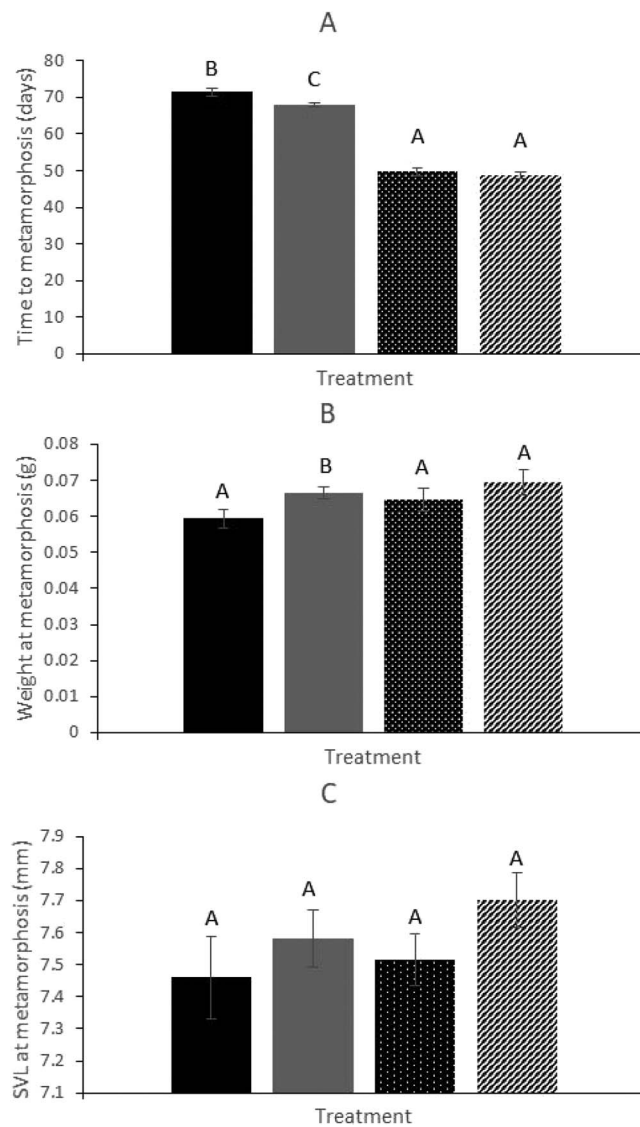 A
Time to metamorphosis (days)
80
70
60
50
40
30
20
10
0
B
C
A
A
Treatment
B
Weight at metamorphosis (g)
0.08
0.07
0.06
0.05
0.04
0.03
0.02
0.01
0
A
B
A
A
Treatment
C
SVL at metamorphosis (mm)
7.9
7.8
7.7
7.6
7.5
7.4
7.3
7.2
7.1
A
A
A
A
Treatment